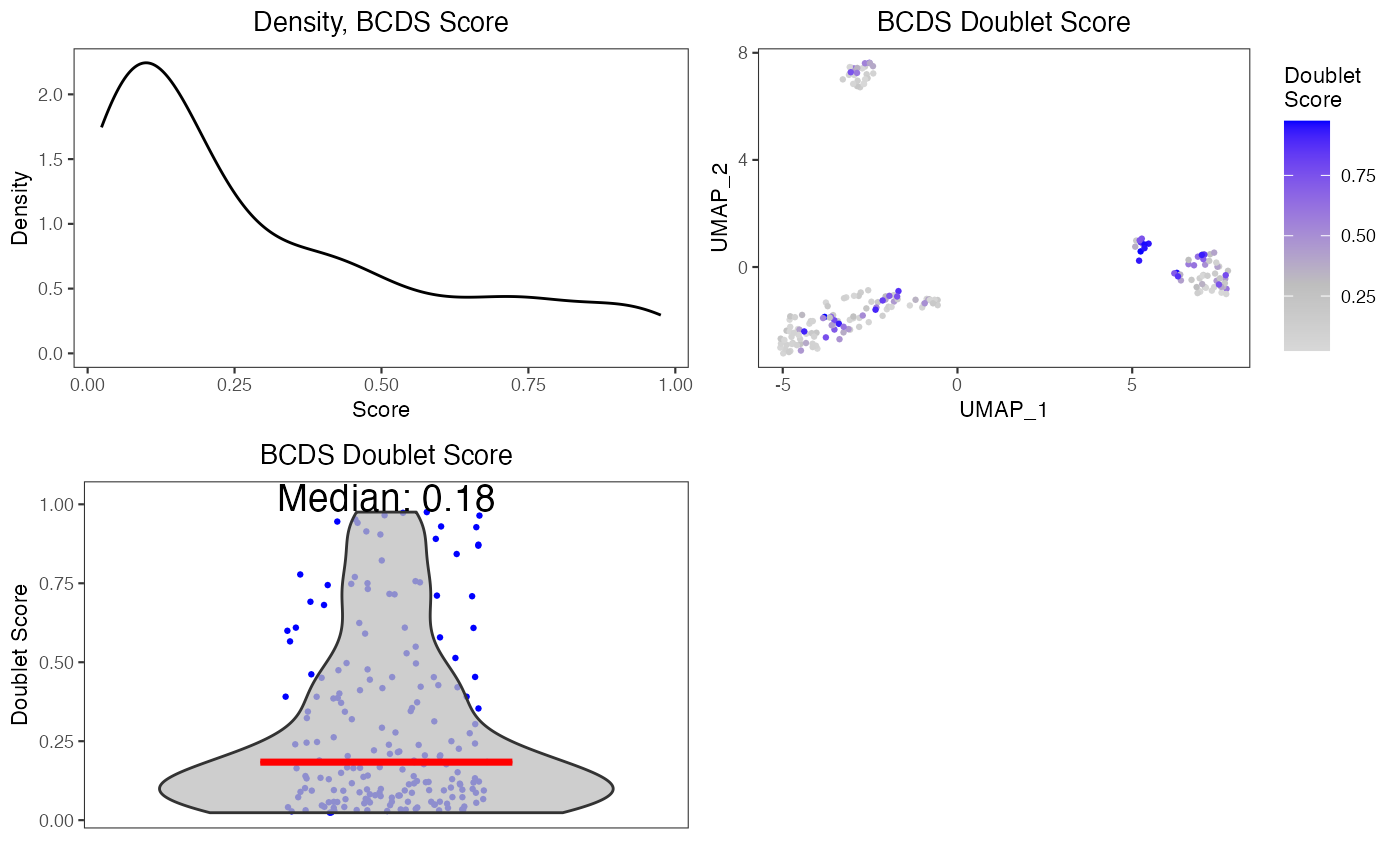 Density, BCDS Score
2.0
1.5
1.0
0.5
0.0
Density
0.00 0.25 0.50 0.75 1.00
Score
BCDS Doublet Score
8
4
0
UMAP_2
-5 0 5
UMAP_1
Doublet
Score
0.75
0.50
0.25
BCDS Doublet Score
Median: 0.18
1.00
0.75
0.50
0.25
0.00
Doublet Score